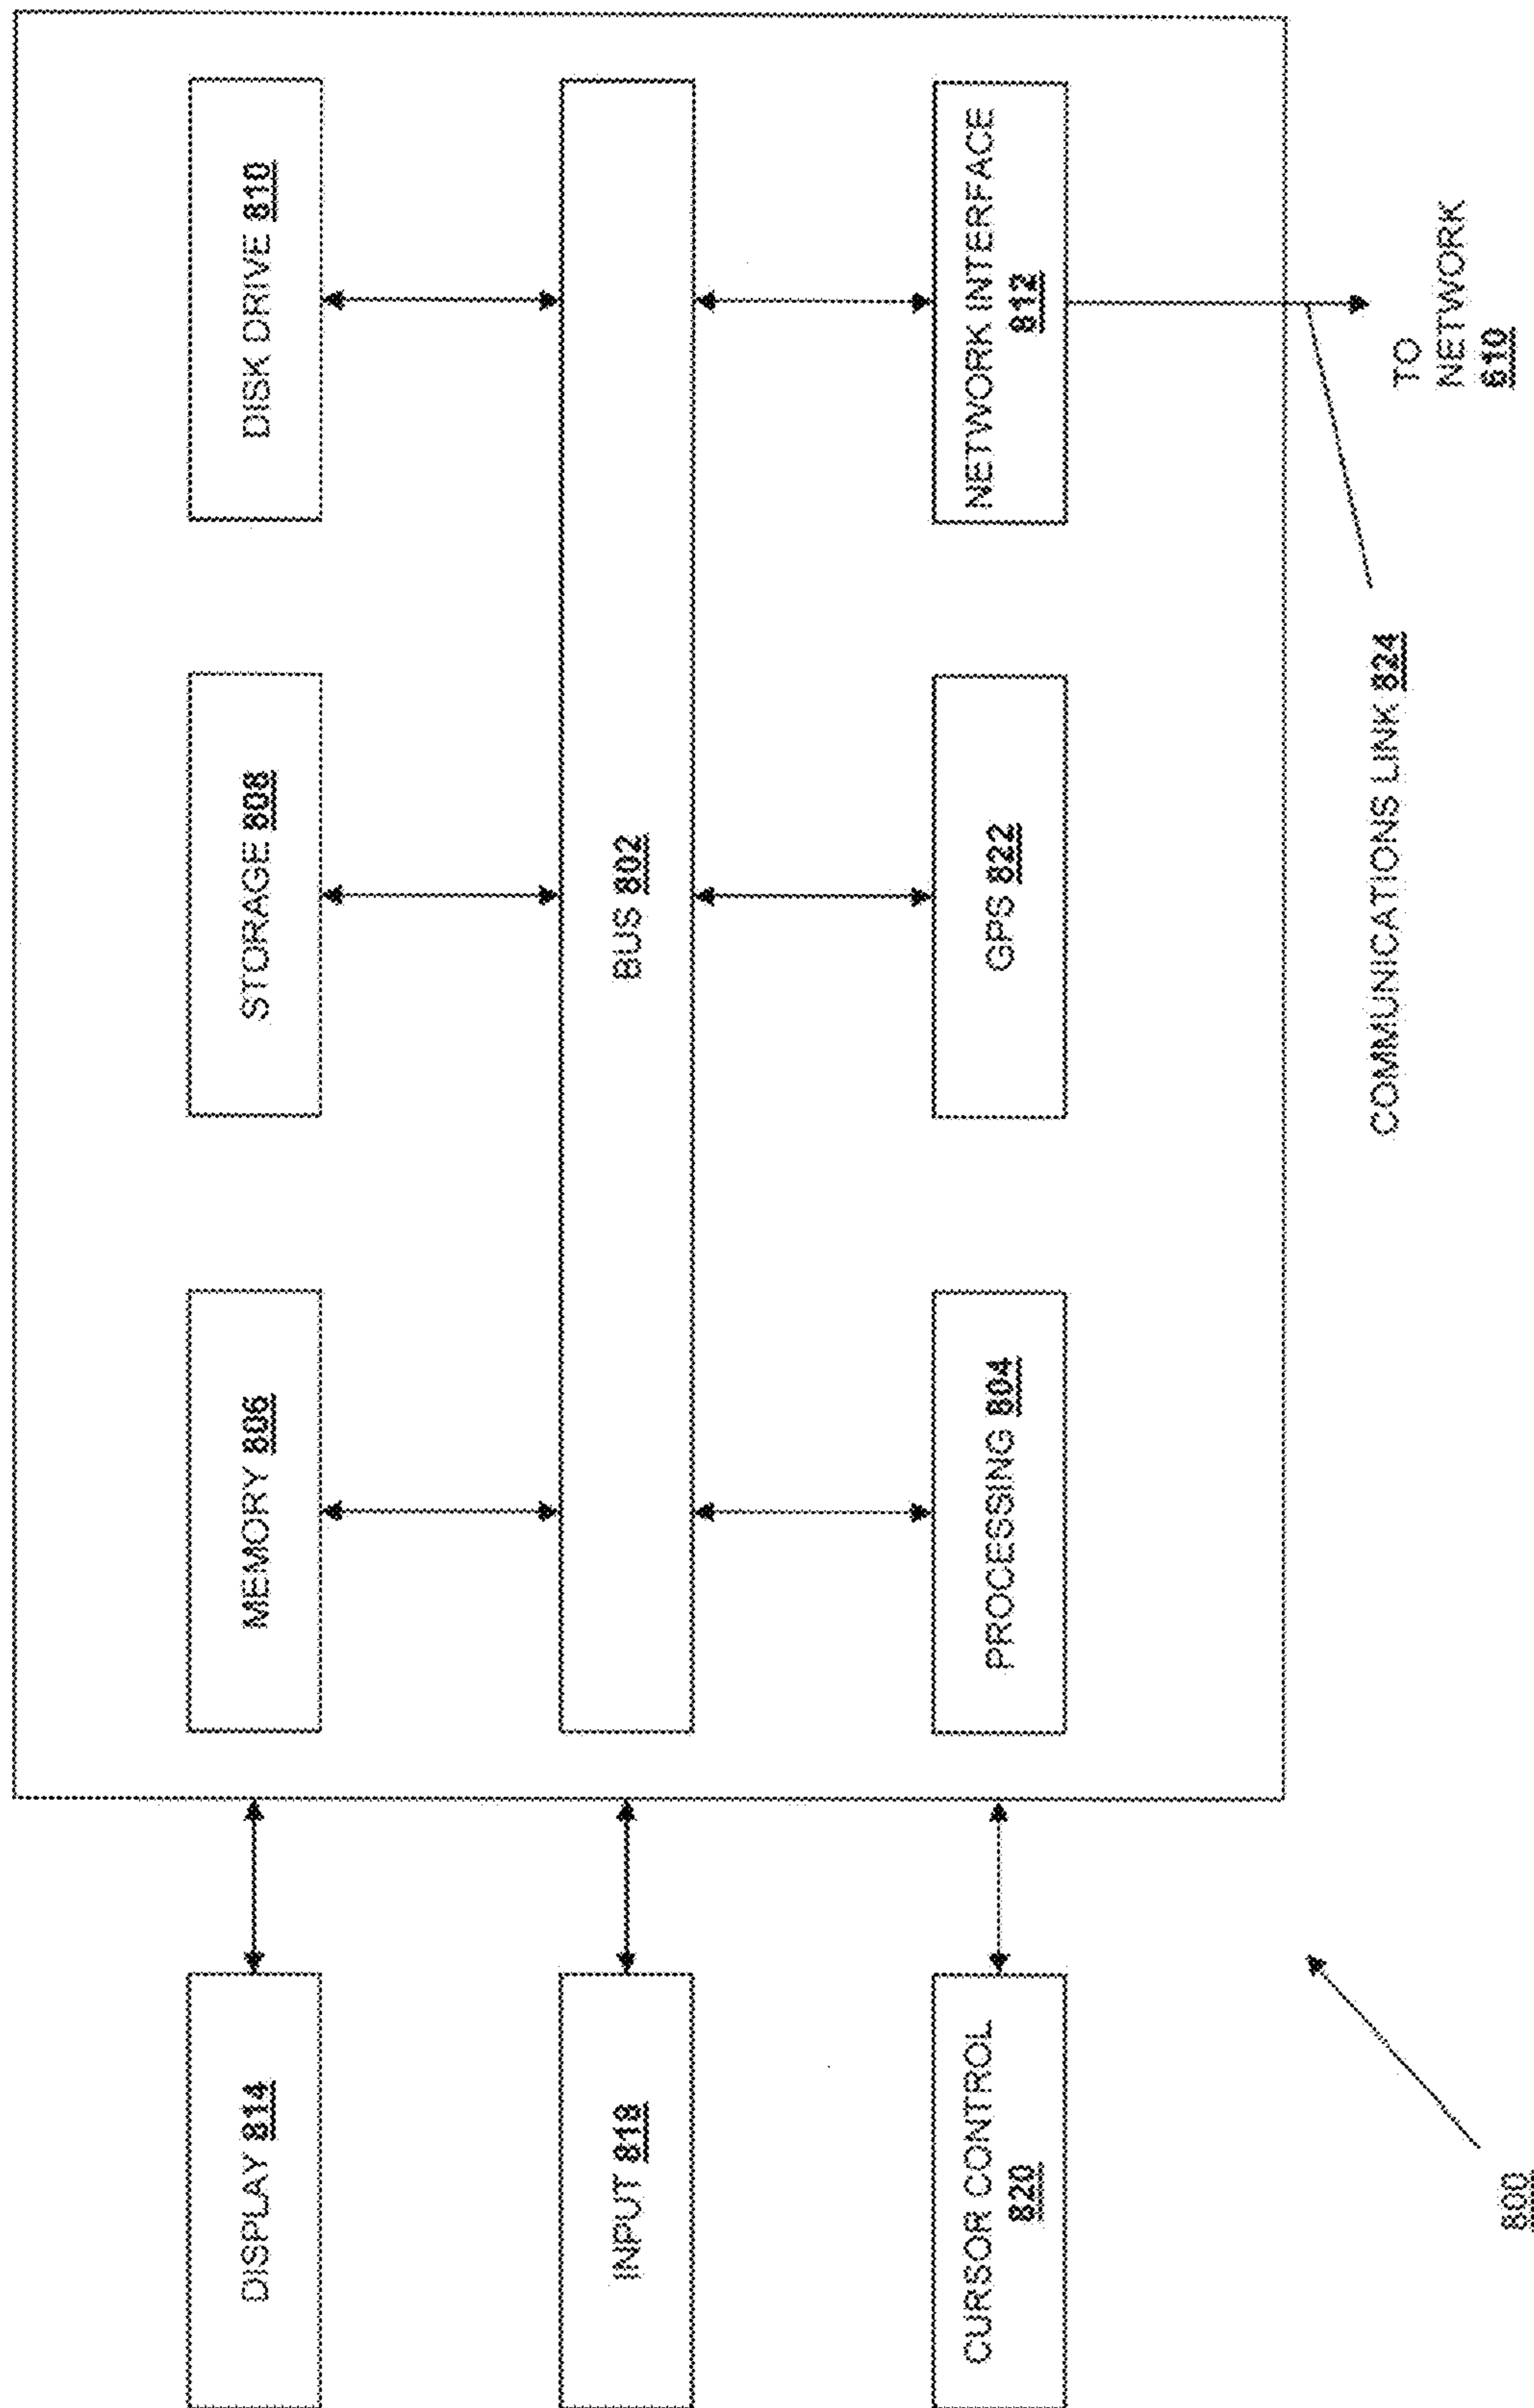 DISPLAY 814
MEMORY 806
STORAGE 808
DISK DRIVE 810
INPUT 818
BUS 802
CURSOR CONTROL
820
PROCESSING 804
GPS 822
NETWORK INTERFACE
812
COMMUNICATIONS LINK 824
TO
NETWORK
610
800